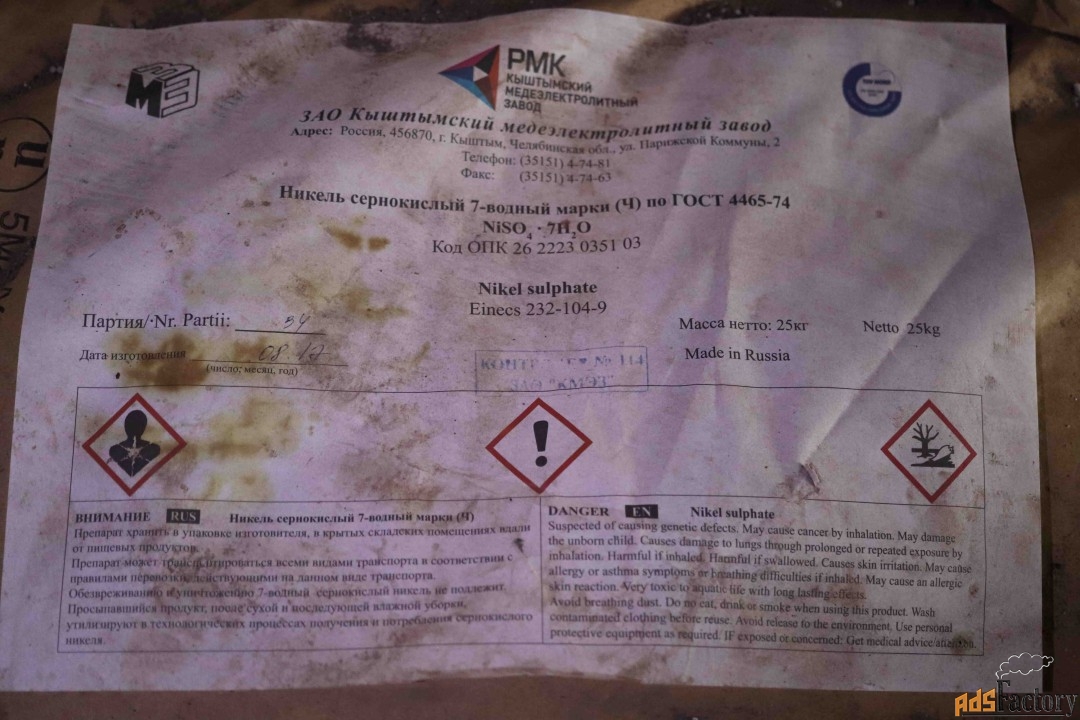 РМК
КЫШТЫМСКИЙ
МЕДЕЭЛЕКТРОЛИТНЫЙ
ЗАВОД
ЗАО Кыштымский медеэлектролитный завод
Адрес: Россия, 456870, г. Кыштым, Челябинская обл., ул. Парижской Коммуны, 2
Телефон: (35151) 4-74-81
Факс: (35151) 4-74-63
Никель сернокислый 7-водный марки (Ч) по ГОСТ 4465-74
NiSO4 · 7H2O
Код ОПК 26 2223 0351 03
Nikel sulphate
Einecs 232-104-9
Партия/·Nr. Partii: 54
Масса нетто: 25кг Netto 25kg
Дата изготовления 08.12
(число, месяц, год)
Made in Russia
№ 114
ЗАО "КМЭЗ"
ВНИМАНИЕ RUS Никель сернокислый 7-водный марки (Ч)
Препарат хранить в упаковке изготовителя, в крытых складских помещениях вдали
от пищевых продуктов.
Препарат может транспортироваться всеми видами транспорта в соответствии с
правилами перевозок действующими на данном виде транспорта.
Обезвреживанию и уничтожению 7-водный сернокислый никель не подлежит.
Просыпавшийся продукт, после сухой и последующей влажной уборки,
утилизируют в технологических процессах получения и потребления сернокислого
никеля.
DANGER EN Nikel sulphate
Suspected of causing genetic defects. May cause cancer by inhalation. May damage
the unborn child. Causes damage to lungs through prolonged or repeated exposure by
inhalation. Harmful if inhaled. Harmful if swallowed. Causes skin irritation. May cause
allergy or asthma symptoms or breathing difficulties if inhaled. May cause an allergic
skin reaction. Very toxic to aquatic life with long lasting effects.
Avoid breathing dust. Do no eat, drink or smoke when using this product. Wash
contaminated clothing before reuse. Avoid release to the environment. Use personal
protective equipment as required. IF exposed or concerned: Get medical advice/attention.
AdsFactory